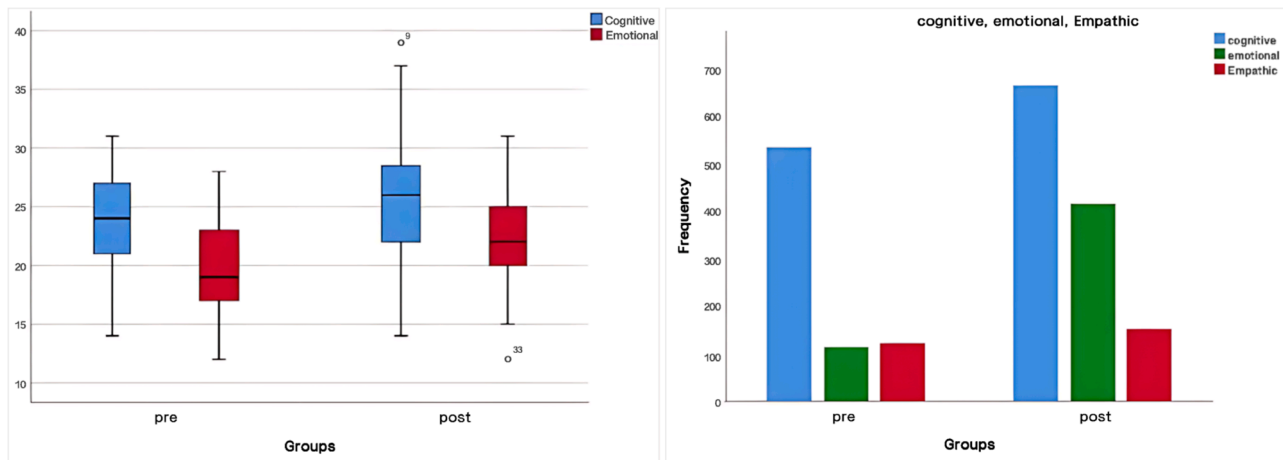 Cognitive
Emotional
40
35
30
25
20
15
10
9
33
pre
post
Groups
cognitive, emotional, Empathic
cognitive
emotional
Empathic
Frequency
700
600
500
400
300
200
100
0
pre
post
Groups